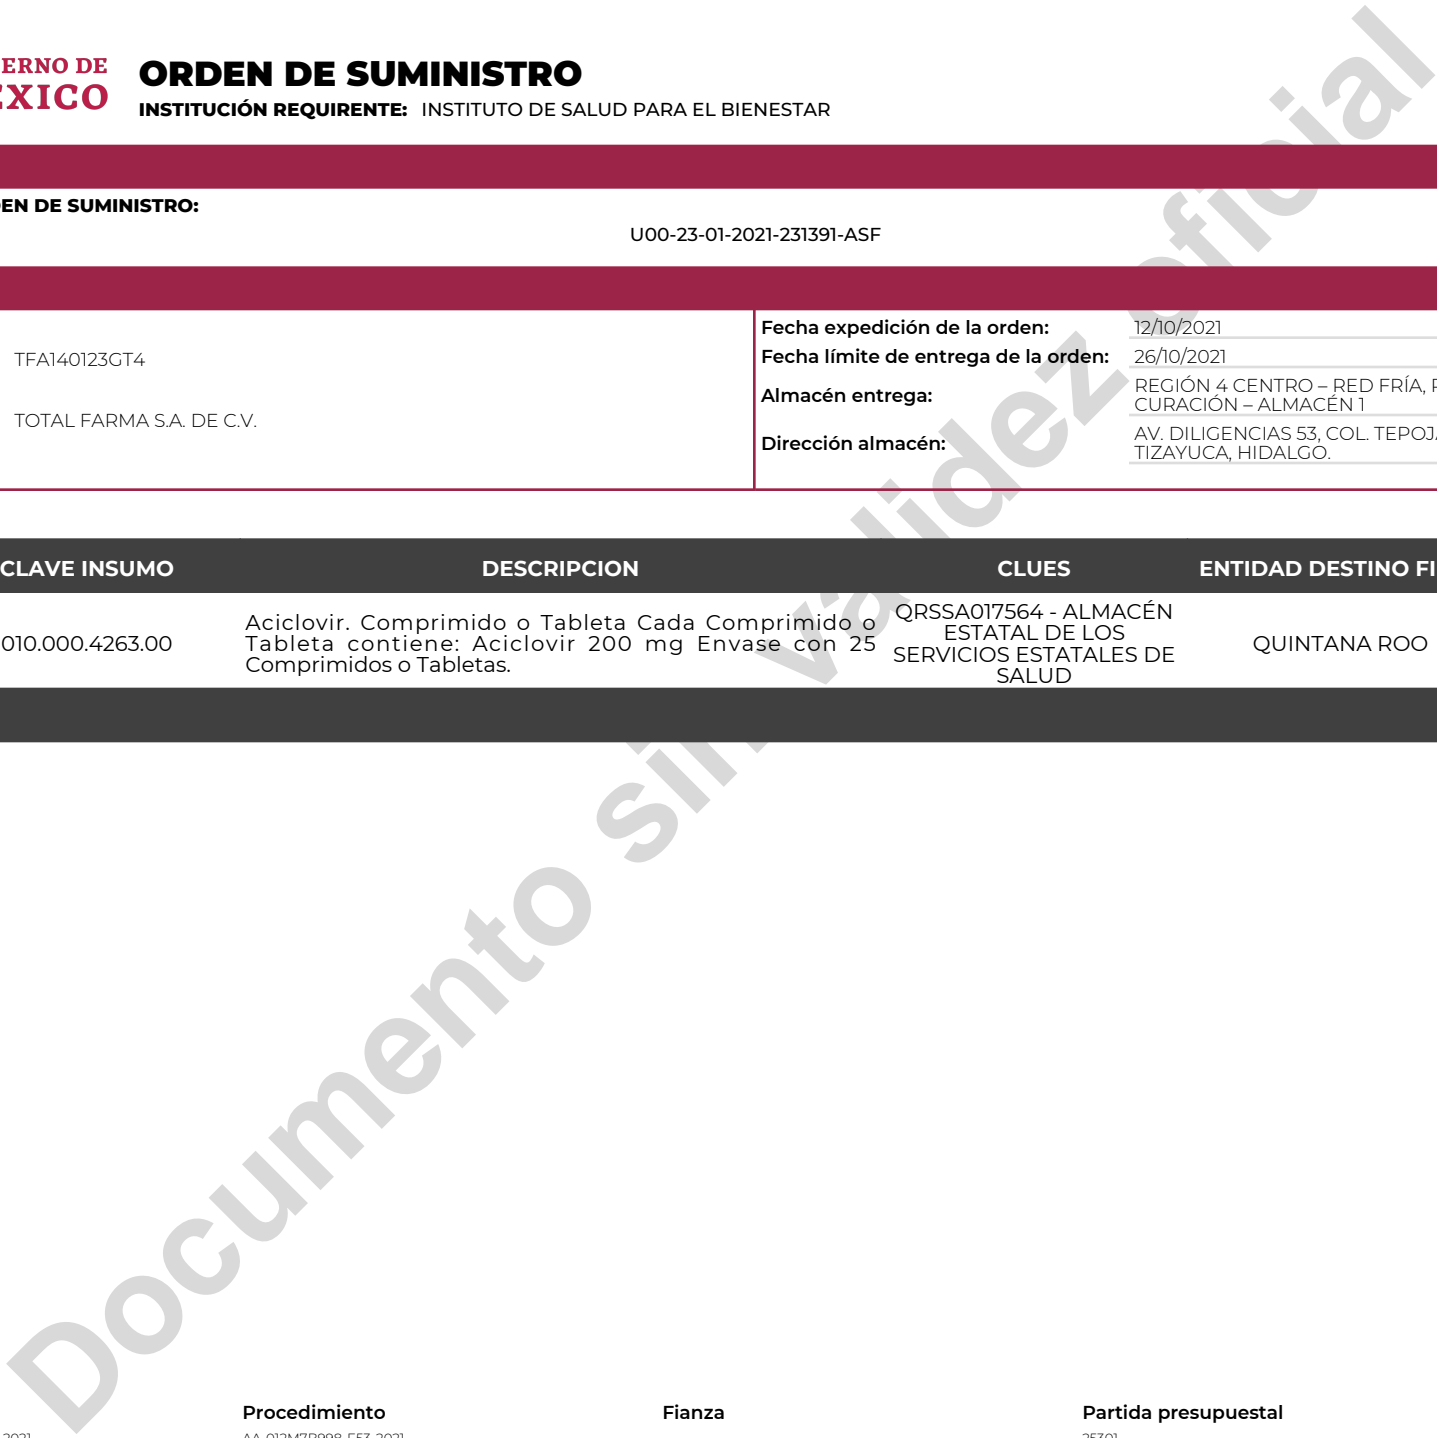 ERNO DE
EXICO
ORDEN DE SUMINISTRO
INSTITUCIÓN REQUIRENTE: INSTITUTO DE SALUD PARA EL BIENESTAR
EN DE SUMINISTRO:
U00-23-01-2021-231391-ASF
TFA140123GT4
TOTAL FARMA S.A. DE C.V.
Fecha expedición de la orden: 12/10/2021
Fecha límite de entrega de la orden: 26/10/2021
Almacén entrega: REGIÓN 4 CENTRO – RED FRÍA,
CURACIÓN – ALMACÉN 1
Dirección almacén: AV. DILIGENCIAS 53, COL. TEPOJ
TIZAYUCA, HIDALGO.
CLAVE INSUMO DESCRIPCION CLUES ENTIDAD DESTINO FI
010.000.4263.00
Aciclovir. Comprimido o Tableta Cada Comprimido o
Tableta contiene: Aciclovir 200 mg Envase con 25
Comprimidos o Tabletas.
QRSSA017564 - ALMACÉN
ESTATAL DE LOS
SERVICIOS ESTATALES DE
SALUD
QUINTANA ROO
Documento sin validez oficial
Procedimiento Fianza Partida presupuestal